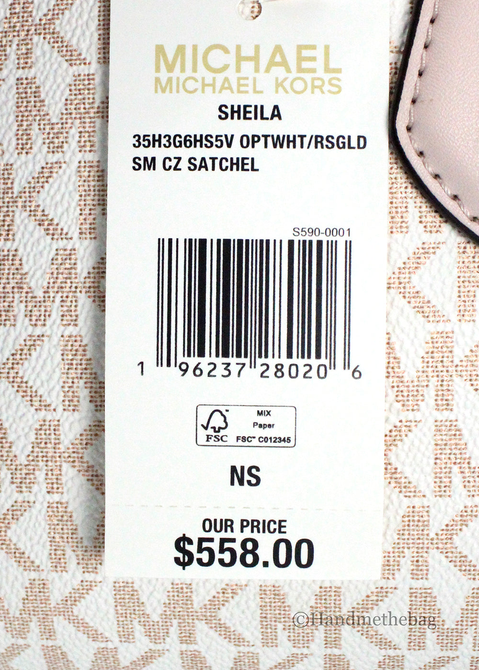 MICHAEL
MICHAEL KORS
SHEILA
35H3G6HS5V OPTWHT/RSGLD
SM CZ SATCHEL
S590-0001
1 96237 28020 6
FSC
MIX
Paper
FSC™ C012345
NS
OUR PRICE
$558.00
©Handmethebag